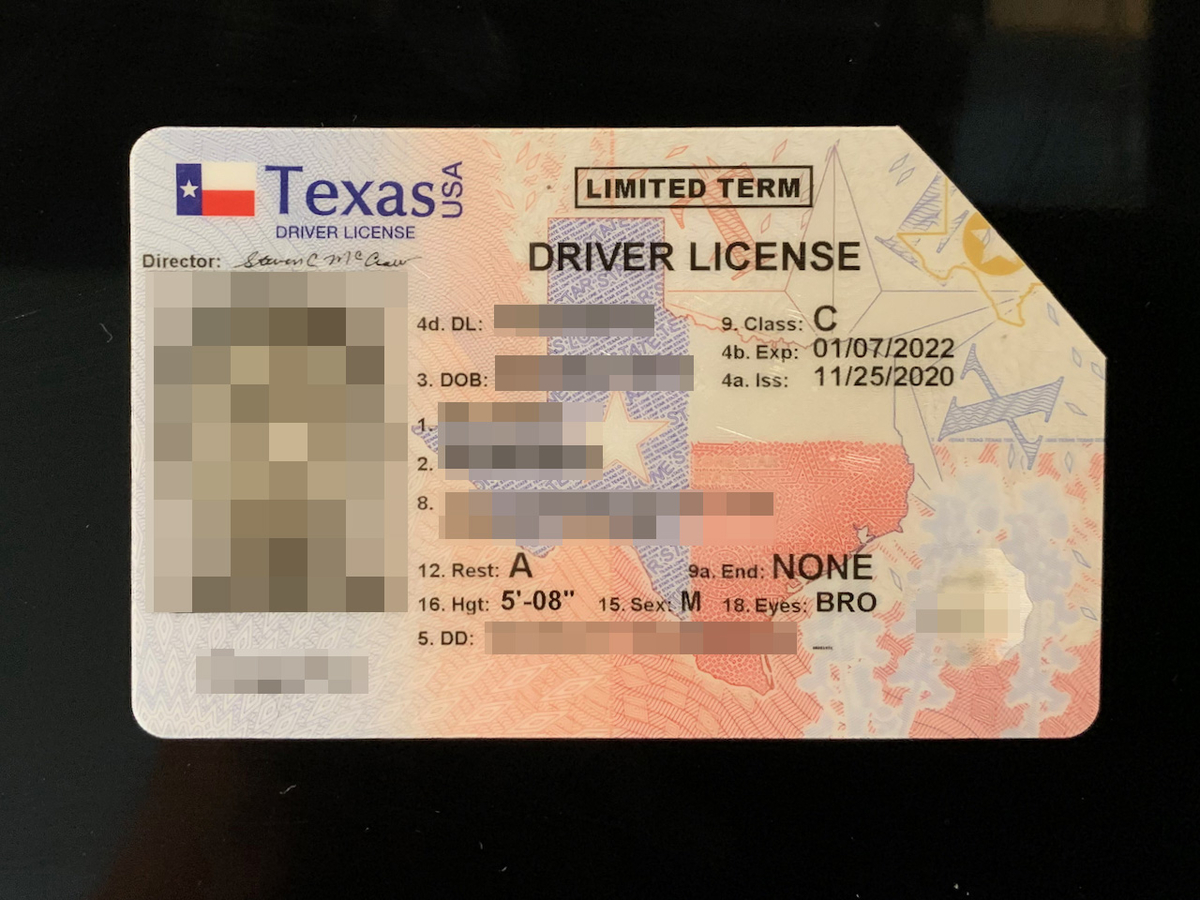 Texas USA
DRIVER LICENSE
Director: Steven C McCraw
LIMITED TERM
DRIVER LICENSE
4d. DL:
9. Class: C
4b. Exp: 01/07/2022
3. DOB:
4a. Iss: 11/25/2020
1.
2.
8.
12. Rest: A
9a. End: NONE
16. Hgt: 5'-08" 15. Sex: M 18. Eyes: BRO
5. DD: